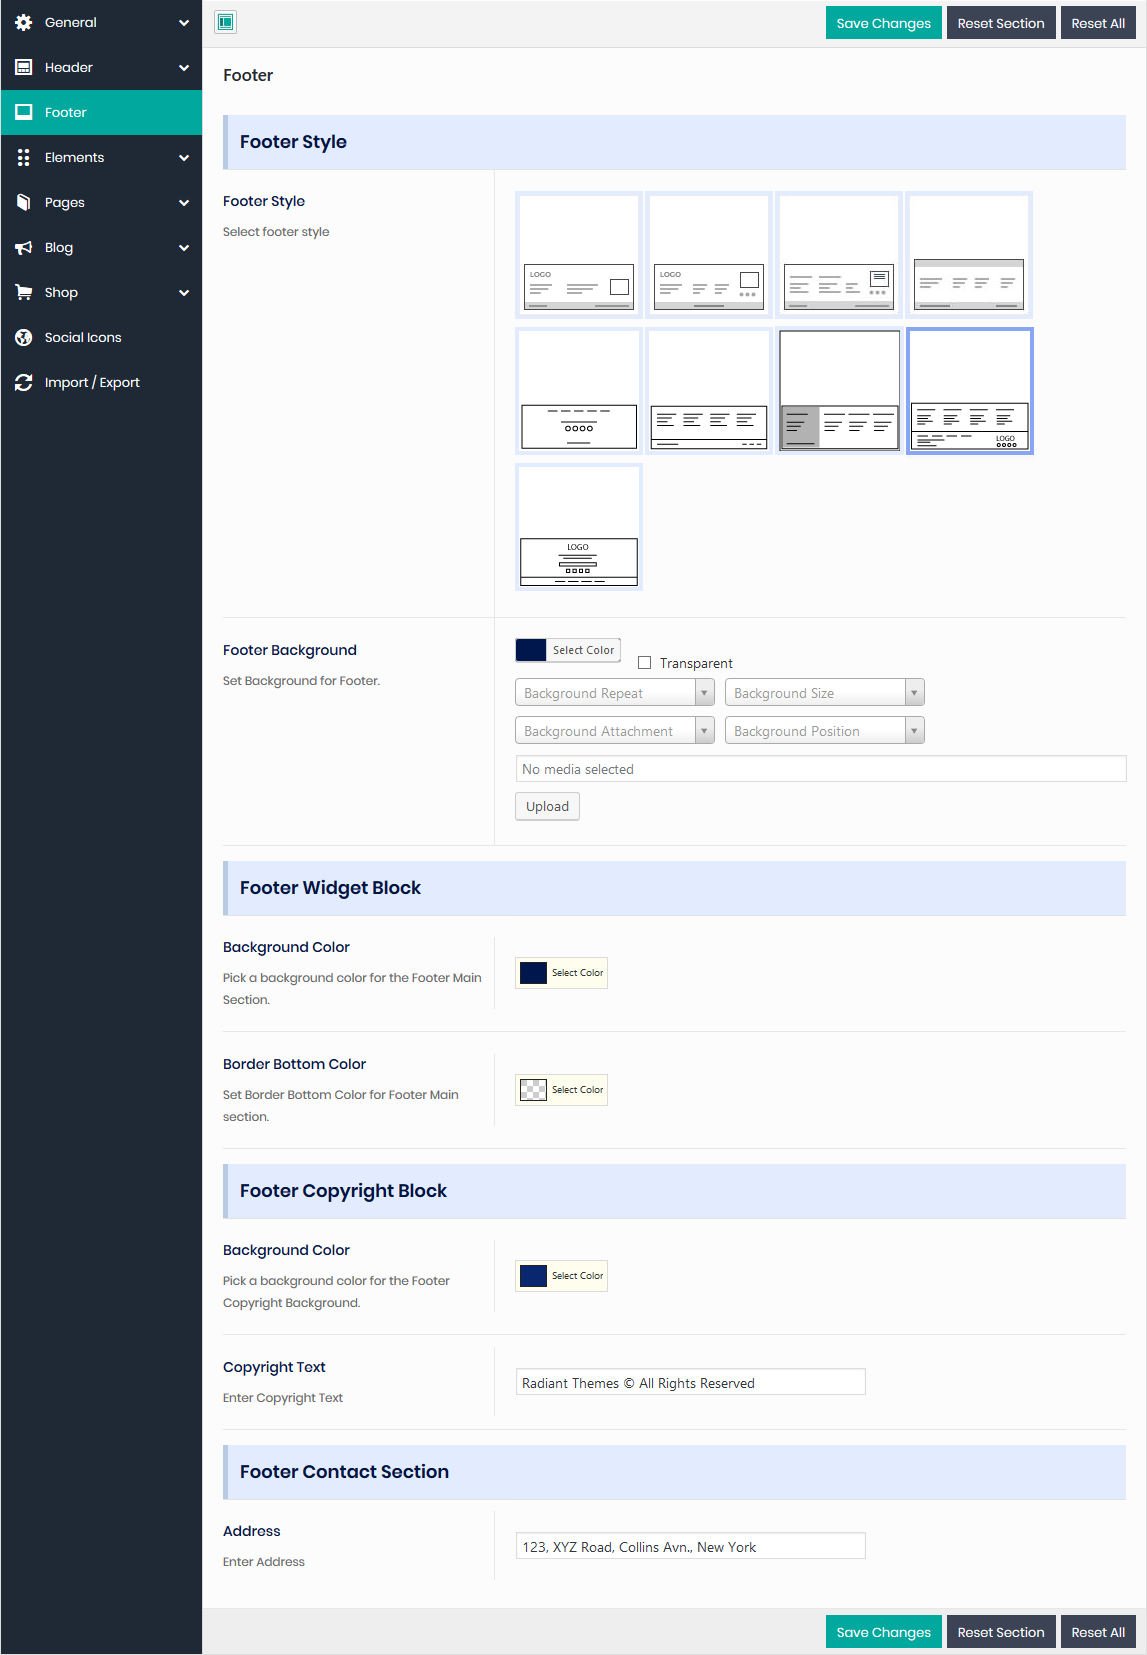 General
Header
Footer
Elements
Pages
Blog
Shop
Social Icons
Import / Export
Save Changes
Reset Section
Reset All
Footer
Footer Style
Footer Style
Select footer style
LOGO
LOGO
LOGO
LOGO
Footer Background
Set Background for Footer.
Select Color
Transparent
Background Repeat
Background Size
Background Attachment
Background Position
No media selected
Upload
Footer Widget Block
Background Color
Pick a background color for the Footer Main
Section.
Select Color
Border Bottom Color
Set Border Bottom Color for Footer Main
section.
Select Color
Footer Copyright Block
Background Color
Pick a background color for the Footer
Copyright Background.
Select Color
Copyright Text
Enter Copyright Text
Radiant Themes © All Rights Reserved
Footer Contact Section
Address
Enter Address
123, XYZ Road, Collins Avn., New York
Save Changes
Reset Section
Reset All